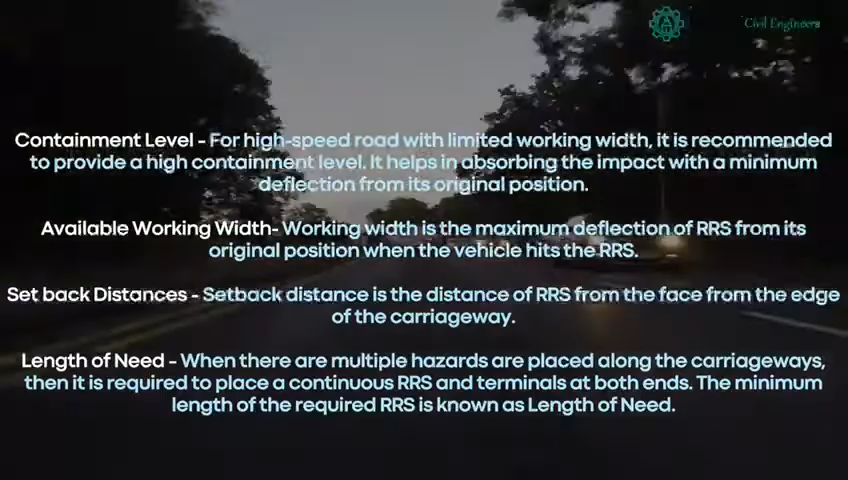 Civil Engineers
Containment Level - For high-speed road with limited working width, it is recommended
to provide a high containment level. It helps in absorbing the impact with a minimum
deflection from its original position.
Available Working Width- Working width is the maximum deflection of RRS from its
original position when the vehicle hits the RRS.
Set back Distances - Setback distance is the distance of RRS from the face from the edge
of the carriageway.
Length of Need - When there are multiple hazards are placed along the carriageways,
then it is required to place a continuous RRS and terminals at both ends. The minimum
length of the required RRS is known as Length of Need.